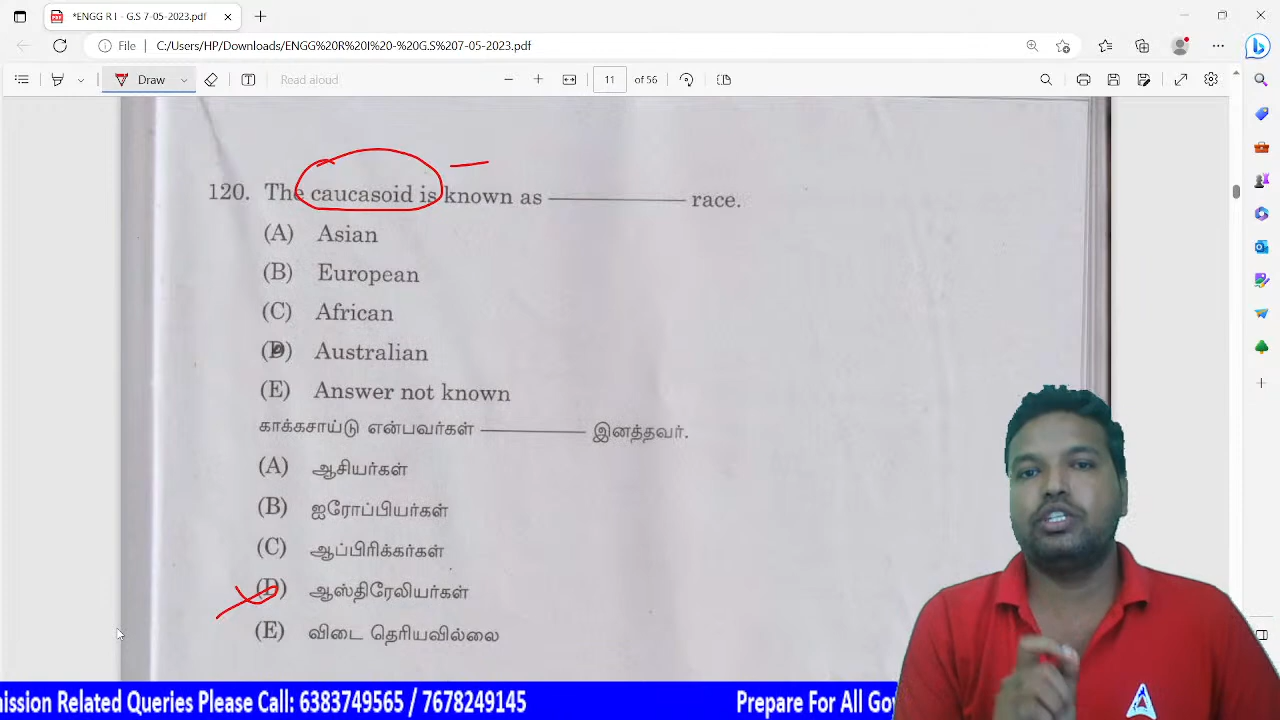 *ENGG R I - G.S 7-05-2023.pdf
File C:/Users/HP/Downloads/ENGG%20R%20I%20-%20G.S%207-05-2023.pdf
Draw Read aloud 11 of 56
120. The caucasoid is known as race.
(A) Asian
(B) European
(C) African
(D) Australian
(E) Answer not known
காக்கசாய்டு என்பவர்கள் இனத்தவர்.
(A) ஆசியர்கள்
(B) ஐரோப்பியர்கள்
(C) ஆப்பிரிக்கர்கள்
(D) ஆஸ்திரேலியர்கள்
(E) விடை தெரியவில்லை
ission Related Queries Please Call: 6383749565 / 7678249145 Prepare For All Gov